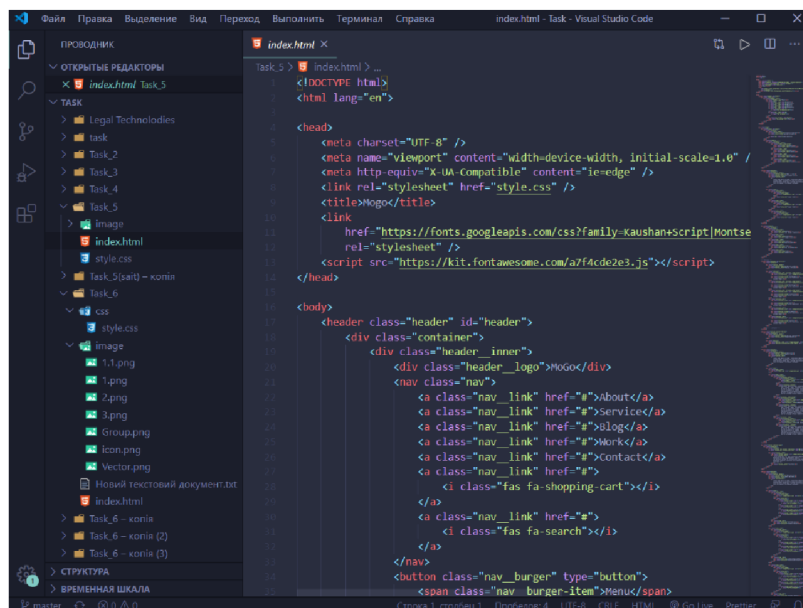 Файл Правка Выделение Вид Переход Выполнить Терминал Справка index.html - Task - Visual Studio Code
ПРОВОДНИК
ОТКРЫТЫЕ РЕДАКТОРЫ
index.html Task_5
TASK
Legal Technolodies
task
Task_2
Task_3
Task_4
Task_5
image
index.html
style.css
Task_5(sait) – копія
Task_6
css
style.css
image
1.1.png
1.png
2.png
3.png
Group.png
icon.png
Vector.png
Новий текстовий документ.txt
index.html
Task_6 – копія
Task_6 – копія (2)
Task_6 – копія (3)
СТРУКТУРА
ВРЕМЕННАЯ ШКАЛА
index.html
Task_5 > index.html > ...
<!DOCTYPE html>
<html lang="en">
<head>
<meta charset="UTF-8" />
<meta name="viewport" content="width=device-width, initial-scale=1.0" /
<meta http-equiv="X-UA-Compatible" content="ie=edge" />
<link rel="stylesheet" href="style.css" />
<title>Mogo</title>
<link
href="https://fonts.googleapis.com/css?family=Kaushan+Script|Montse
rel="stylesheet" />
<script src="https://kit.fontawesome.com/a7f4cde2e3.js"></script>
</head>
<body>
<header class="header" id="header">
<div class="container">
<div class="header__inner">
<div class="header__logo">MoGo</div>
<nav class="nav">
<a class="nav__link" href="#">About</a>
<a class="nav__link" href="#">Service</a>
<a class="nav__link" href="#">Blog</a>
<a class="nav__link" href="#">Work</a>
<a class="nav__link" href="#">Contact</a>
<a class="nav__link" href="#">
<i class="fas fa-shopping-cart"></i>
</a>
<a class="nav__link" href="#">
<i class="fas fa-search"></i>
</a>
</nav>
<button class="nav__burger" type="button">
<span class="nav__burger-item">Menu</span>
master 0 0 Строка 1, столбец 1 Пробелов: 4 UTF-8 CRLF HTML Go Live Prettier